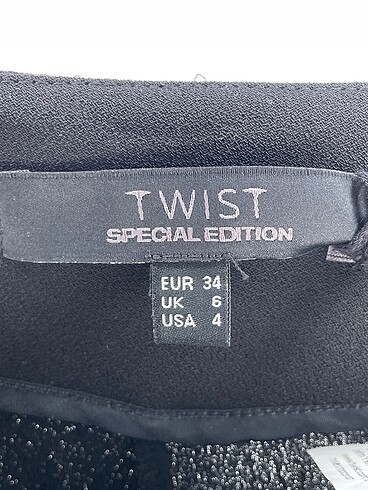 TWIST
SPECIAL EDITION
EUR 34
UK 6
USA 4